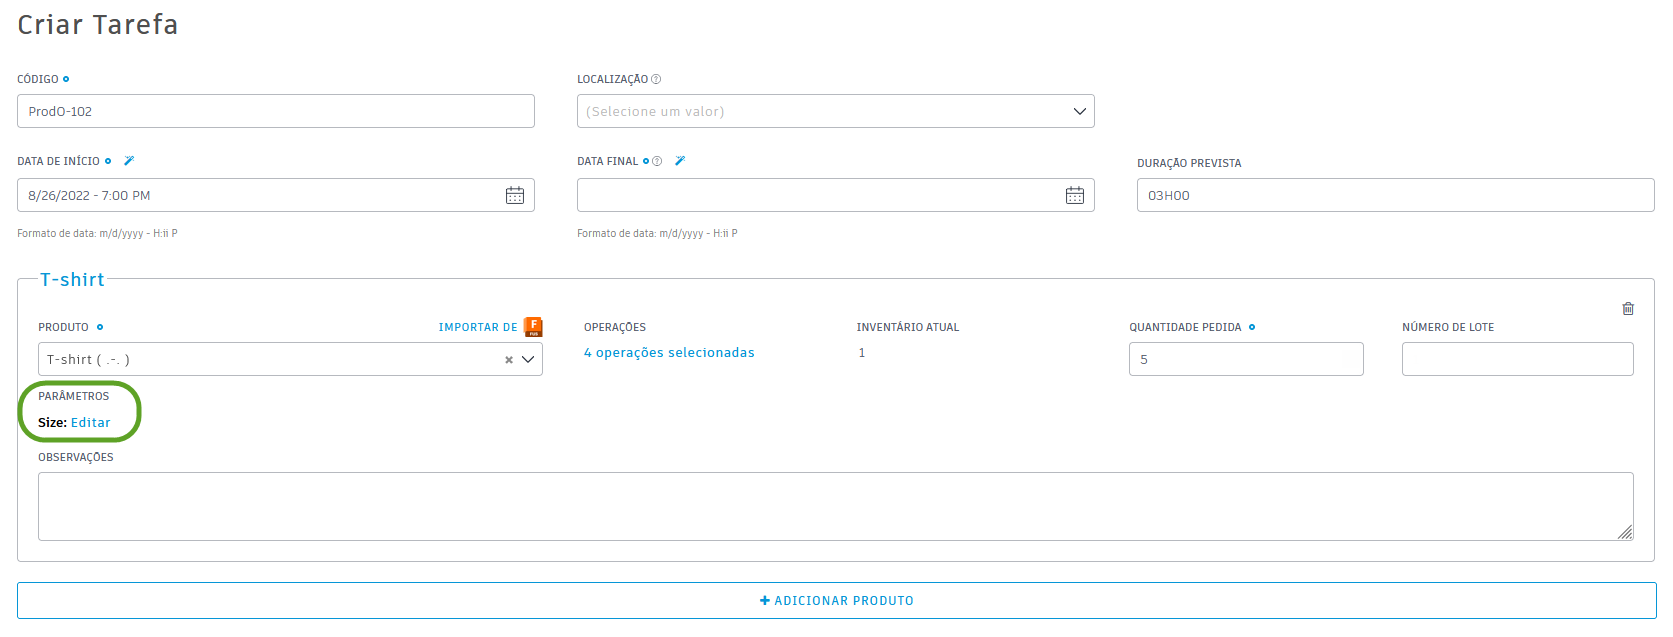 Criar Tarefa
CÓDIGO
LOCALIZAÇÃO ?
ProdO-102
(Selecione um valor)
DATA DE INÍCIO
DATA FINAL ?
DURAÇÃO PREVISTA
8/26/2022 - 7:00 PM
03H00
Formato de data: m/d/yyyy - H:ii P
Formato de data: m/d/yyyy - H:ii P
T-shirt
PRODUTO
IMPORTAR DE F FUS
OPERAÇÕES
INVENTÁRIO ATUAL
QUANTIDADE PEDIDA
NÚMERO DE LOTE
T-shirt ( .-. )
4 operações selecionadas
1
5
PARÂMETROS
Size: Editar
OBSERVAÇÕES
+ ADICIONAR PRODUTO